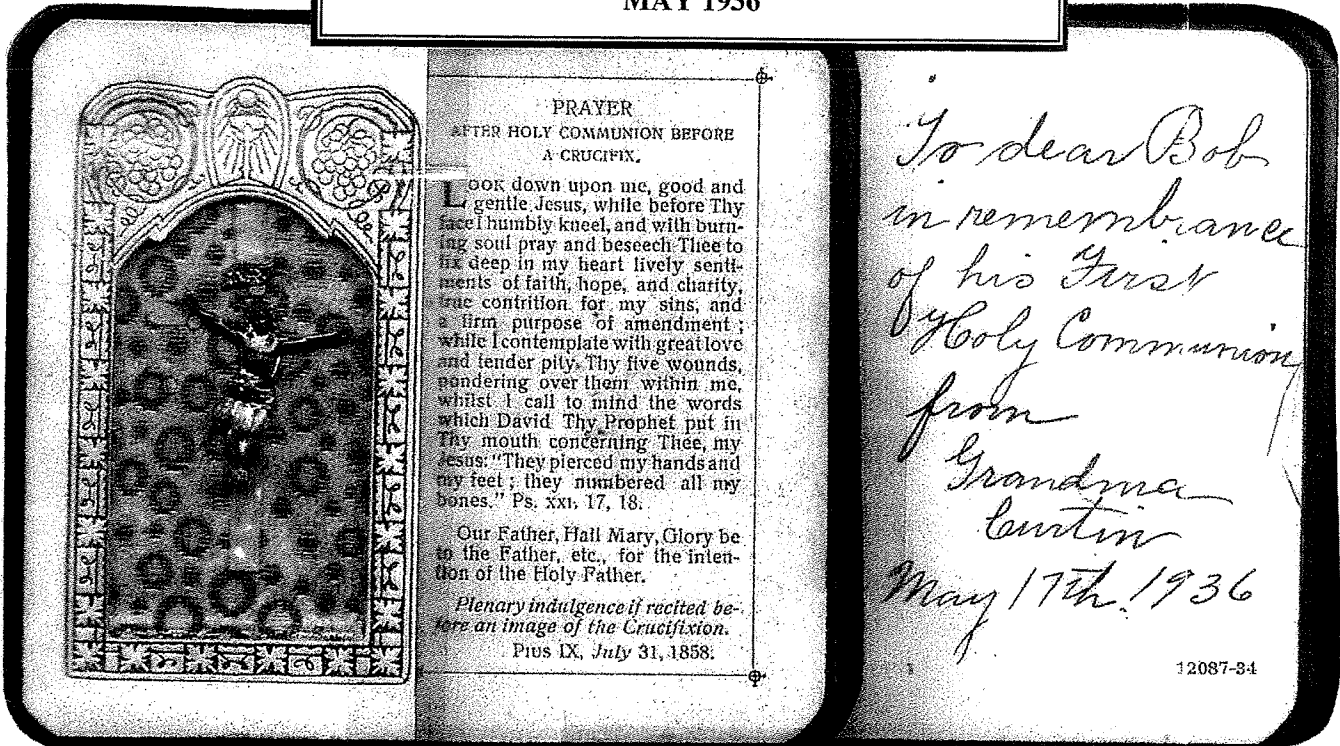 MAY 1936
PRAYER
AFTER HOLY COMMUNION BEFORE
A CRUCIFIX.
Look down upon me, good and
gentle Jesus, while before Thy
face I humbly kneel, and with burn-
ing soul pray and beseech Thee to
fix deep in my heart lively senti-
ments of faith, hope, and charity,
true contrition for my sins, and
a firm purpose of amendment;
while I contemplate with great love
and tender pity Thy five wounds,
pondering over them within me,
whilst I call to mind the words
which David Thy Prophet put in
Thy mouth concerning Thee, my
Jesus: "They pierced my hands and
my feet; they numbered all my
bones." Ps. xxi, 17, 18.
Our Father, Hail Mary, Glory be
to the Father, etc., for the inten-
tion of the Holy Father.
Plenary indulgence if recited be-
fore an image of the Crucifixion.
Pius IX, July 31, 1858.
To dear Bob
in remembrance
of his First
Holy Communion
from
Grandma
Curtin
May 17th. 1936
12087-34